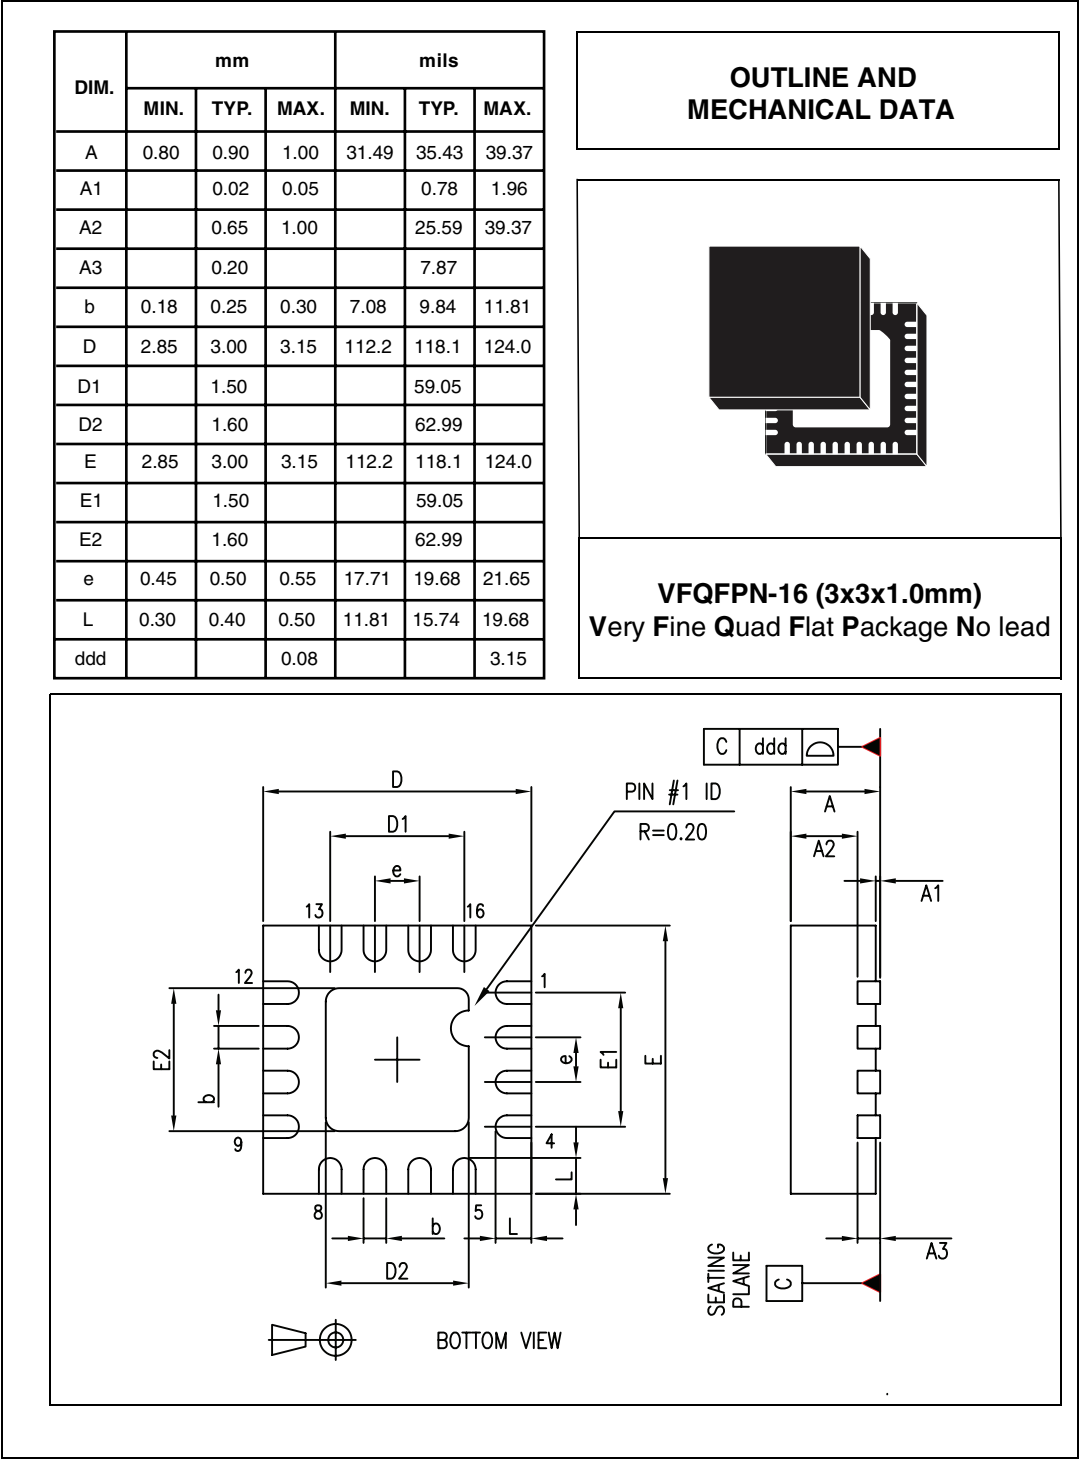 DIM. mm mils
MIN. TYP. MAX. MIN. TYP. MAX.
A 0.80 0.90 1.00 31.49 35.43 39.37
A1 0.02 0.05 0.78 1.96
A2 0.65 1.00 25.59 39.37
A3 0.20 7.87
b 0.18 0.25 0.30 7.08 9.84 11.81
D 2.85 3.00 3.15 112.2 118.1 124.0
D1 1.50 59.05
D2 1.60 62.99
E 2.85 3.00 3.15 112.2 118.1 124.0
E1 1.50 59.05
E2 1.60 62.99
e 0.45 0.50 0.55 17.71 19.68 21.65
L 0.30 0.40 0.50 11.81 15.74 19.68
ddd 0.08 3.15
OUTLINE AND
MECHANICAL DATA
VFQFPN-16 (3x3x1.0mm)
Very Fine Quad Flat Package No lead
C ddd
D
PIN #1 ID
R=0.20
A
D1
A2
e
A1
13
16
12
1
E2
b
e
E1
E
9
4
L
8
5
b
L
D2
A3
SEATING
PLANE
C
BOTTOM VIEW